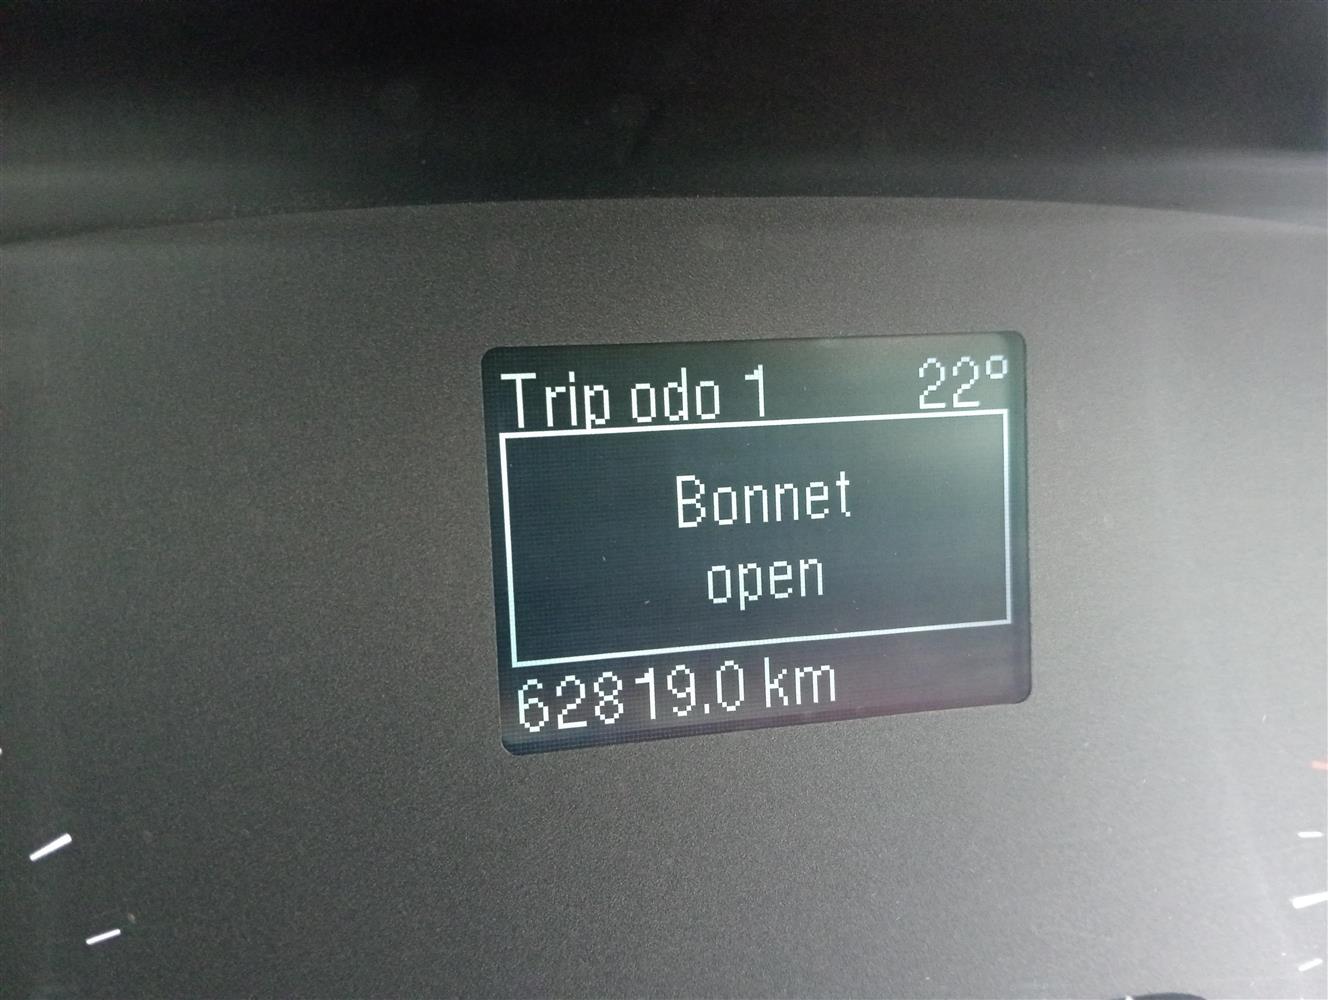 Trip odo 1 22°
Bonnet
open
62819.0 km